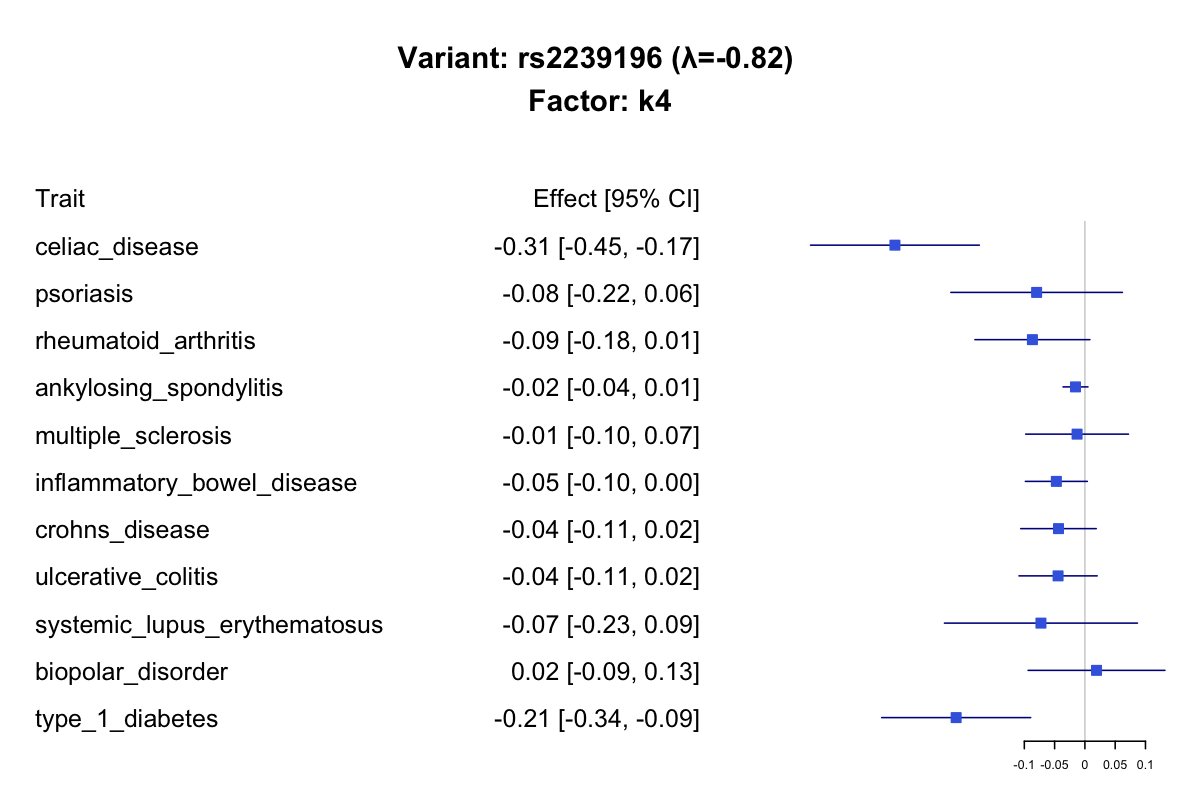 Variant: rs2239196 (λ=-0.82)
Factor: k4
Trait Effect [95% CI]
celiac_disease -0.31 [-0.45, -0.17]
psoriasis -0.08 [-0.22, 0.06]
rheumatoid_arthritis -0.09 [-0.18, 0.01]
ankylosing_spondylitis -0.02 [-0.04, 0.01]
multiple_sclerosis -0.01 [-0.10, 0.07]
inflammatory_bowel_disease -0.05 [-0.10, 0.00]
crohns_disease -0.04 [-0.11, 0.02]
ulcerative_colitis -0.04 [-0.11, 0.02]
systemic_lupus_erythematosus -0.07 [-0.23, 0.09]
biopolar_disorder 0.02 [-0.09, 0.13]
type_1_diabetes -0.21 [-0.34, -0.09]
-0.1 -0.05 0 0.05 0.1